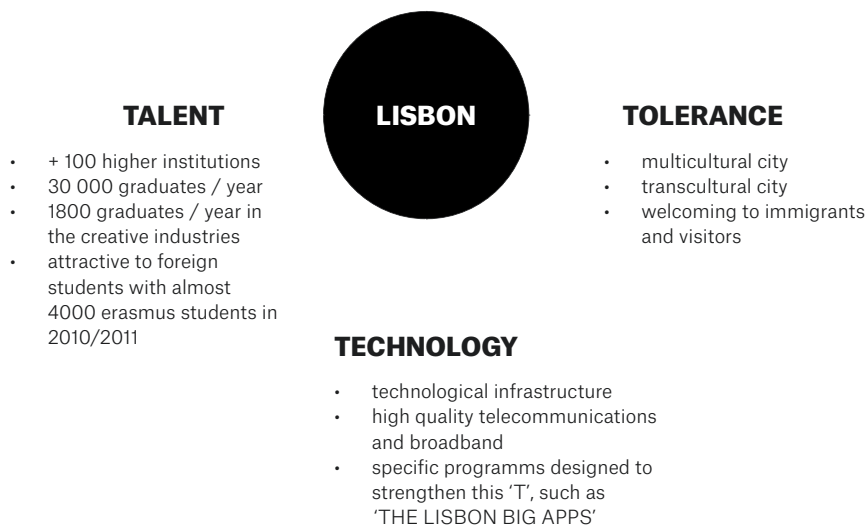 LISBON
TALENT
• + 100 higher institutions
• 30 000 graduates / year
• 1800 graduates / year in
the creative industries
• attractive to foreign
students with almost
4000 erasmus students in
2010/2011
TOLERANCE
• multicultural city
• transcultural city
• welcoming to immigrants
and visitors
TECHNOLOGY
• technological infrastructure
• high quality telecommunications
and broadband
• specific programms designed to
strengthen this ‘T’, such as
‘THE LISBON BIG APPS’